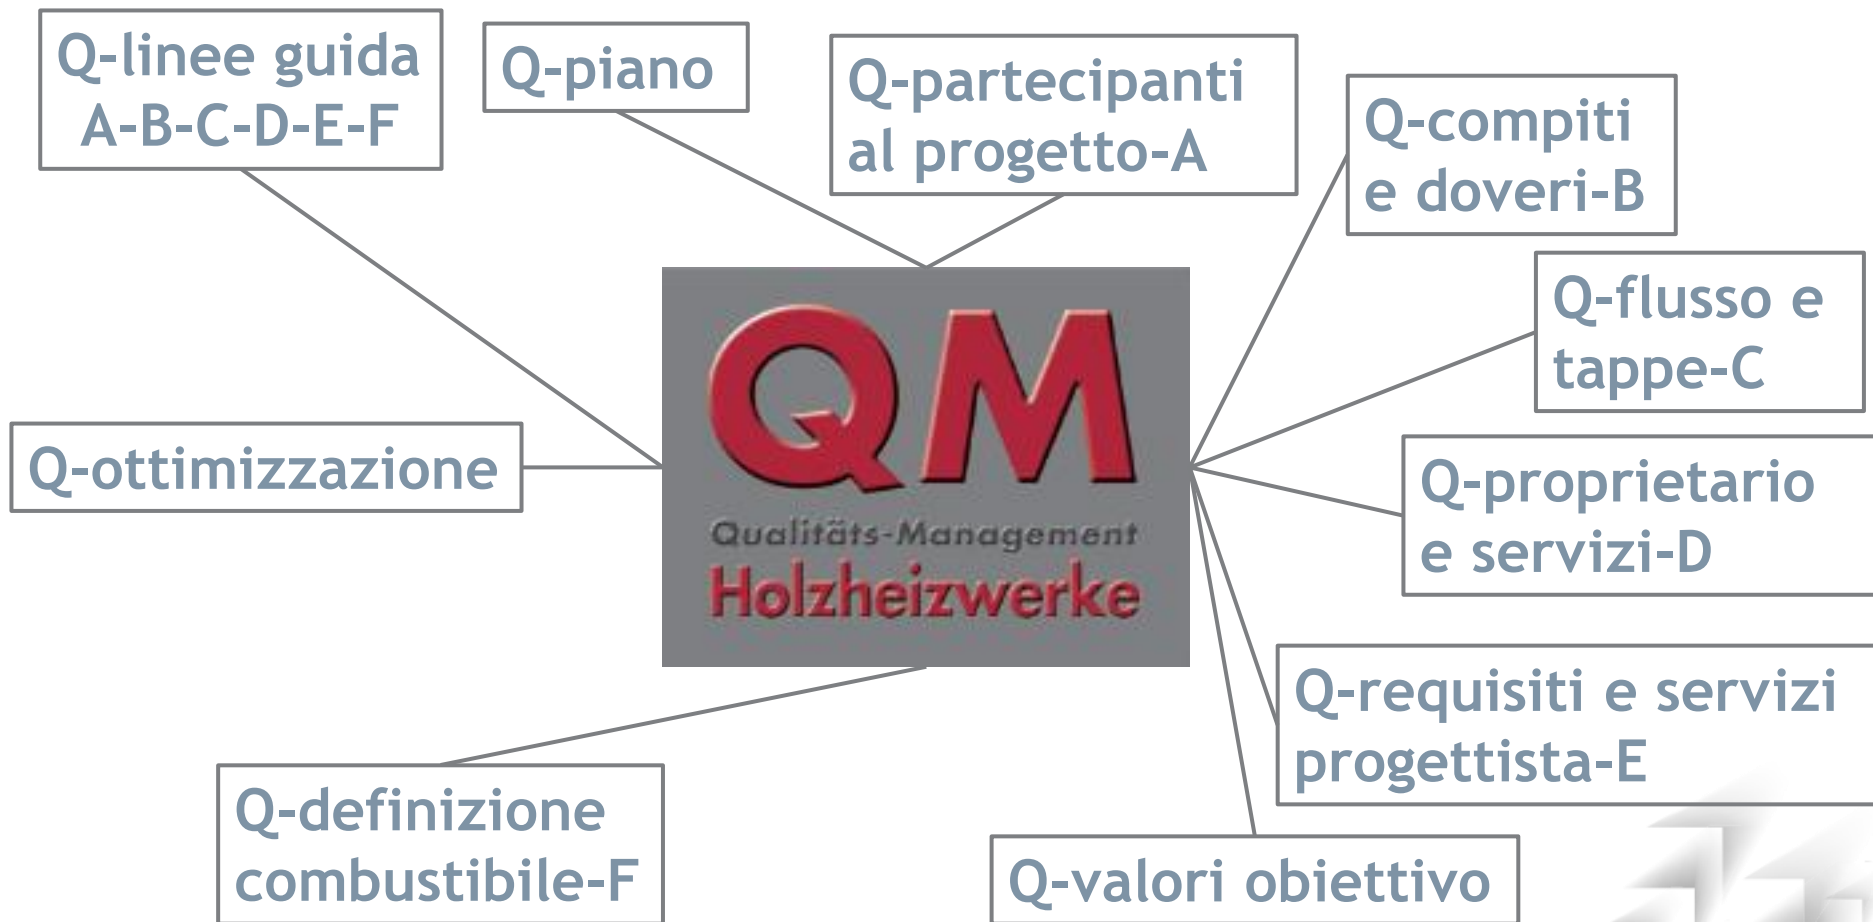 Q-linee guida
A-B-C-D-E-F
Q-piano
Q-partecipanti
al progetto-A
Q-compiti
e doveri-B
Q-flusso e
tappe-C
QM
Qualitäts-Management
Holzheizwerke
Q-ottimizzazione
Q-proprietario
e servizi-D
Q-requisiti e servizi
progettista-E
Q-definizione
combustibile-F
Q-valori obiettivo